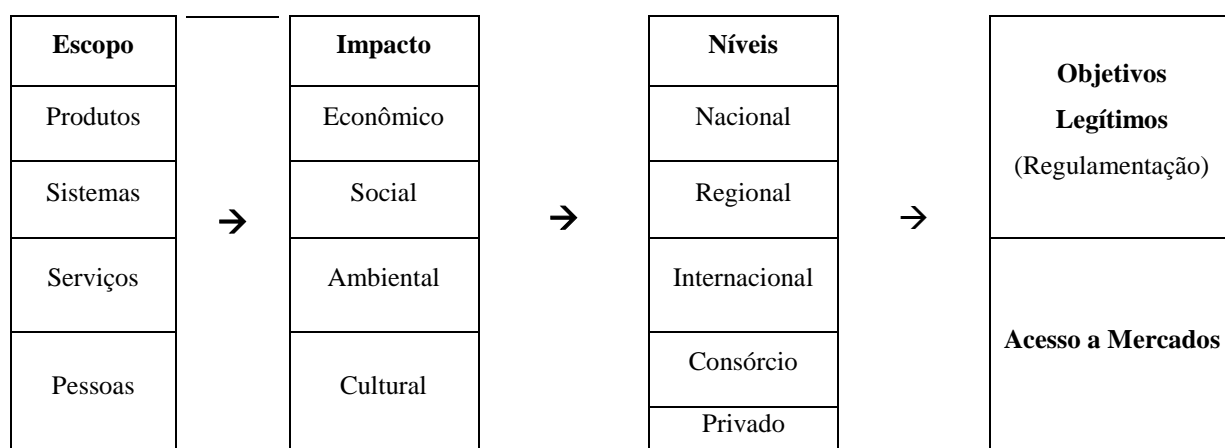 Escopo
Produtos
Sistemas
Serviços
Pessoas
→
Impacto
Econômico
Social
Ambiental
Cultural
→
Níveis
Nacional
Regional
Internacional
Consórcio
Privado
→
Objetivos
Legítimos
(Regulamentação)
Acesso a Mercados